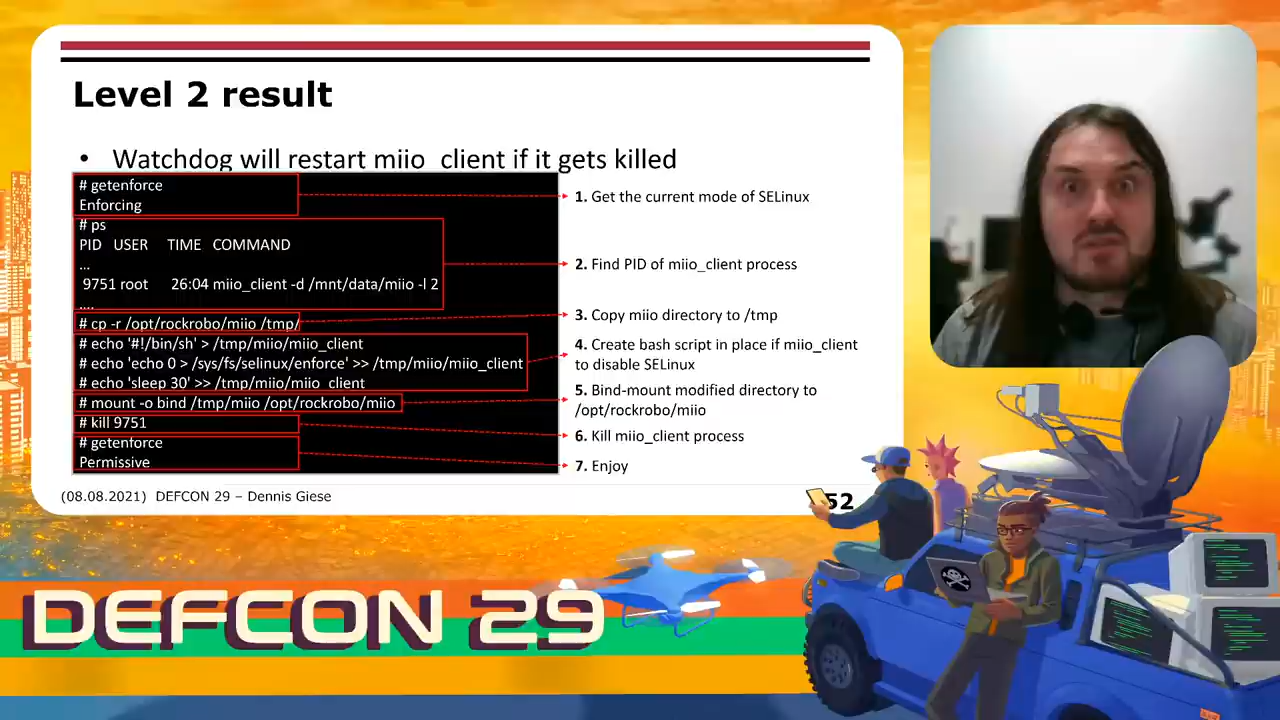 Level 2 result
• Watchdog will restart miio_client if it gets killed
# getenforce
Enforcing
# ps
PID USER TIME COMMAND
...
9751 root 26:04 miio_client -d /mnt/data/miio -l 2
....
# cp -r /opt/rockrobo/miio /tmp/
# echo '#!/bin/sh' > /tmp/miio/miio_client
# echo 'echo 0 > /sys/fs/selinux/enforce' >> /tmp/miio/miio_client
# echo 'sleep 30' >> /tmp/miio/miio_client
# mount -o bind /tmp/miio /opt/rockrobo/miio
# kill 9751
# getenforce
Permissive
1. Get the current mode of SELinux
2. Find PID of miio_client process
3. Copy miio directory to /tmp
4. Create bash script in place if miio_client
to disable SELinux
5. Bind-mount modified directory to
/opt/rockrobo/miio
6. Kill miio_client process
7. Enjoy
(08.08.2021) DEFCON 29 – Dennis Giese
52
DEFCON 29